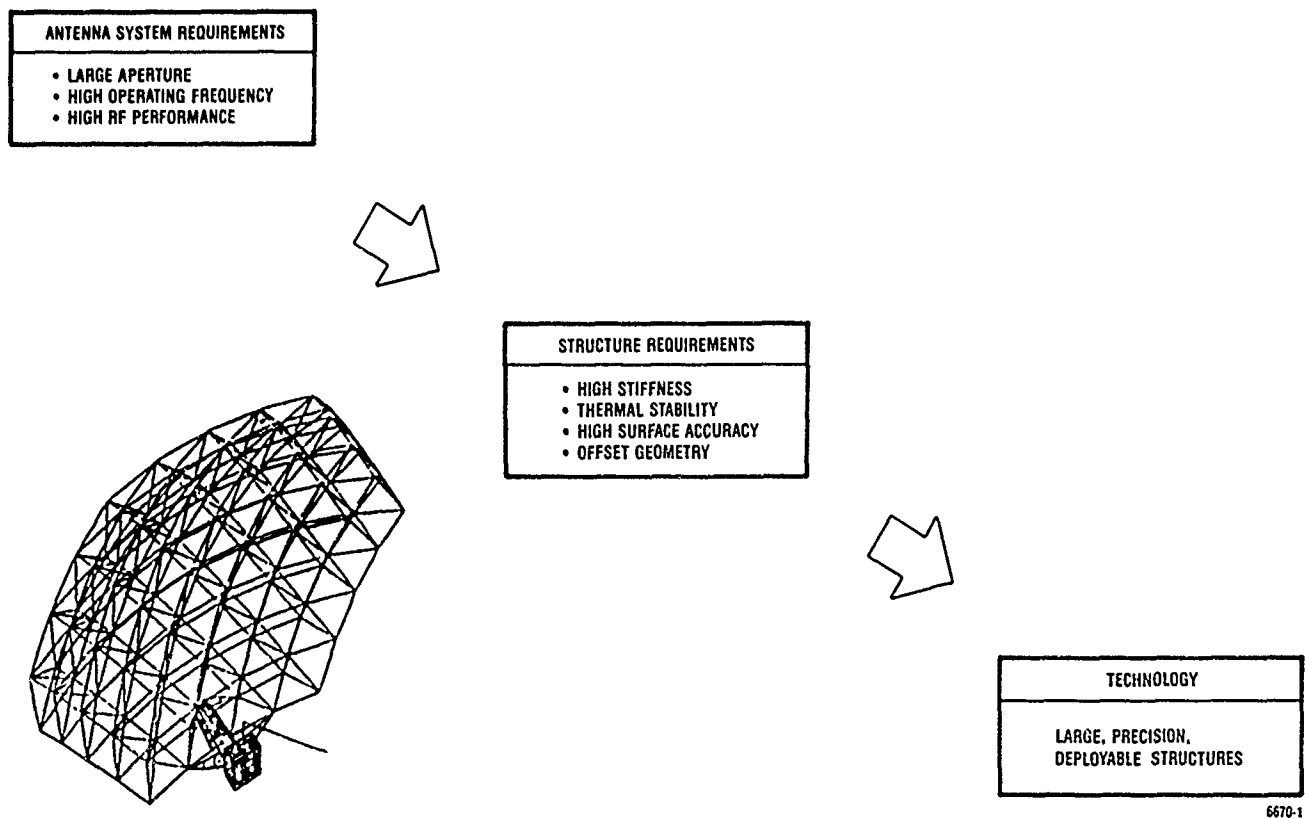 ANTENNA SYSTEM REQUIREMENTS
• LARGE APERTURE
• HIGH OPERATING FREQUENCY
• HIGH RF PERFORMANCE
STRUCTURE REQUIREMENTS
• HIGH STIFFNESS
• THERMAL STABILITY
• HIGH SURFACE ACCURACY
• OFFSET GEOMETRY
TECHNOLOGY
LARGE, PRECISION,
DEPLOYABLE STRUCTURES
6670-1